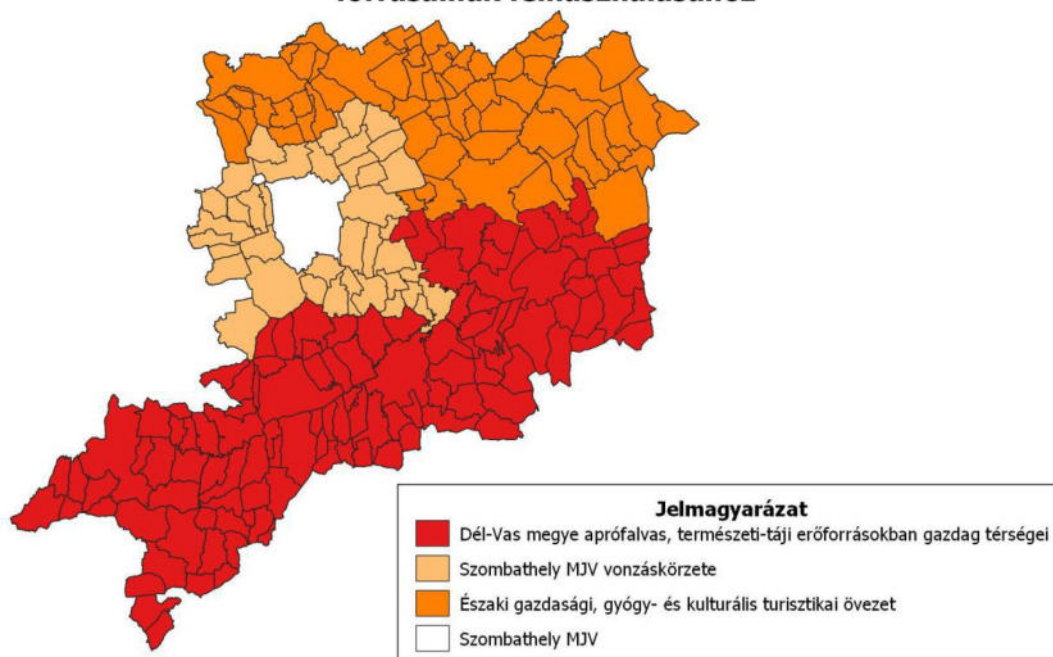 Jelmagyarázat
Dél-Vas megye aprófalvas, természeti-táji erőforrásokban gazdag térségei
Szombathely MJV vonzáskörzete
Északi gazdasági, gyógy- és kulturális turisztikai övezet
Szombathely MJV